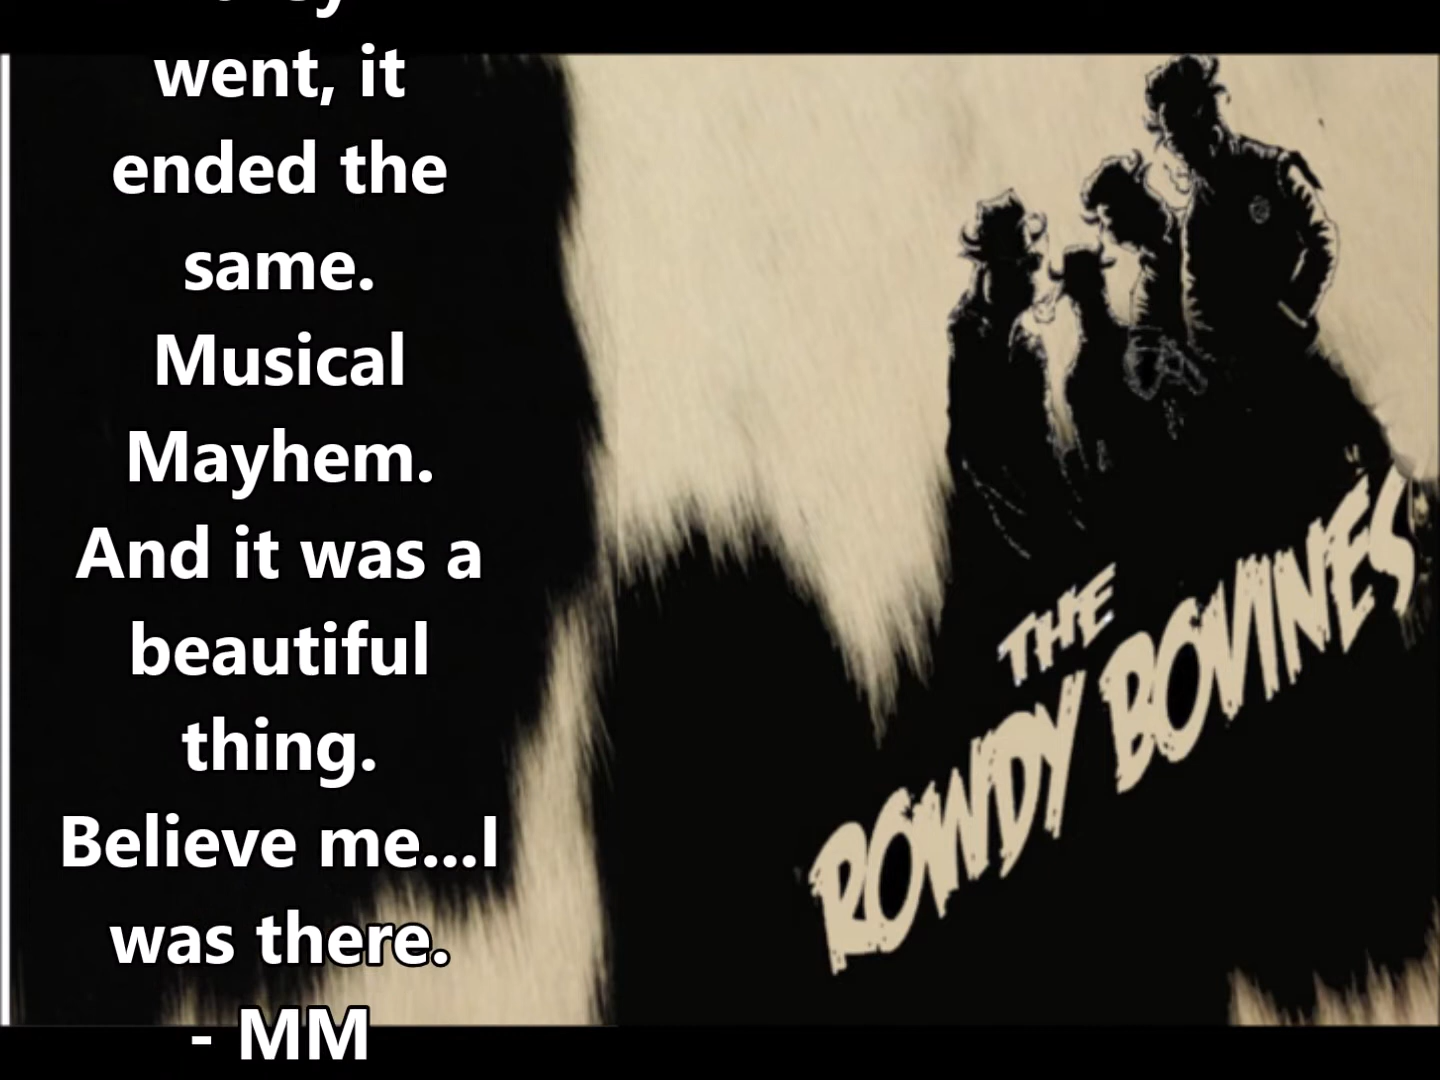 went, it
ended the
same.
Musical
Mayhem.
And it was a
beautiful
thing.
Believe me...I
was there.
- MM
THE
ROWDY BOVINES